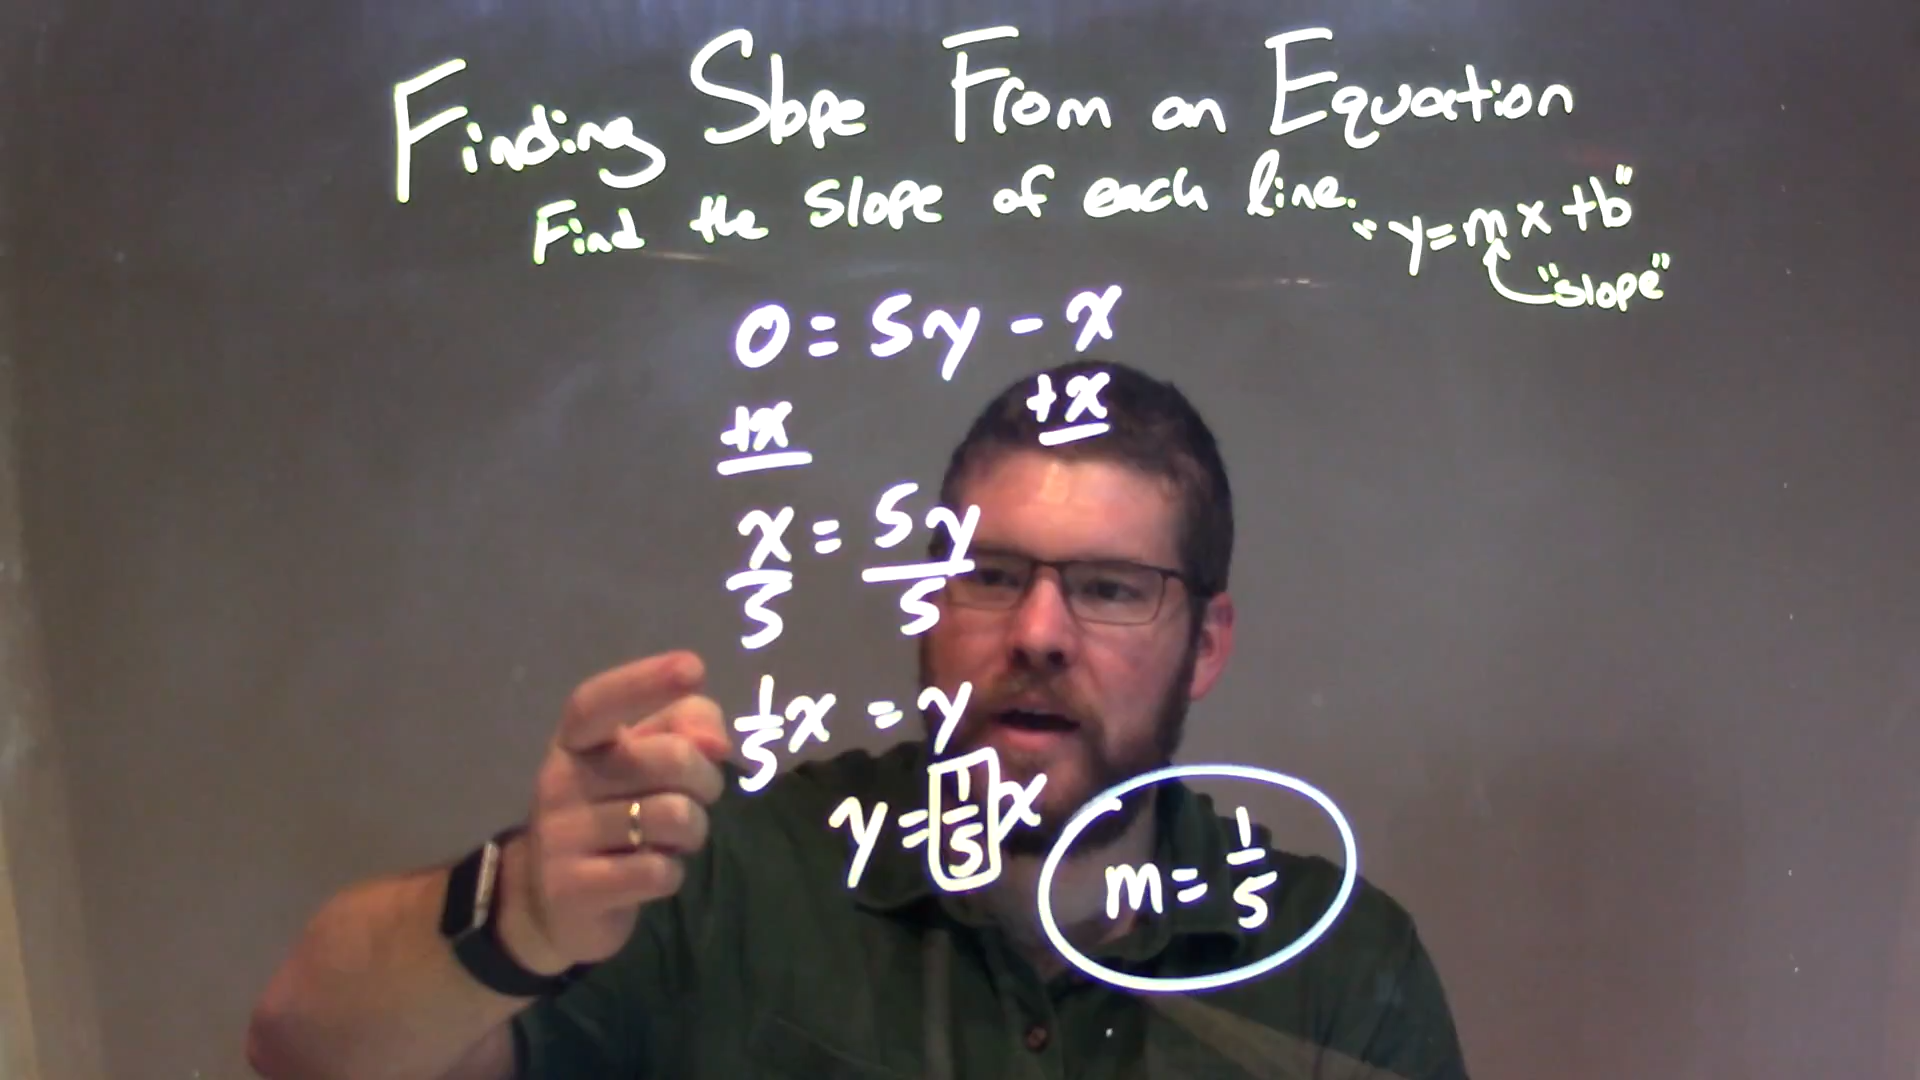 Finding Slope From an Equation
Find the slope of each line.
"y=mx+b"
"slope"
0=5y-x
+x +x
x/5=5y/5
1/5x=y
y=1/5x
m=1/5